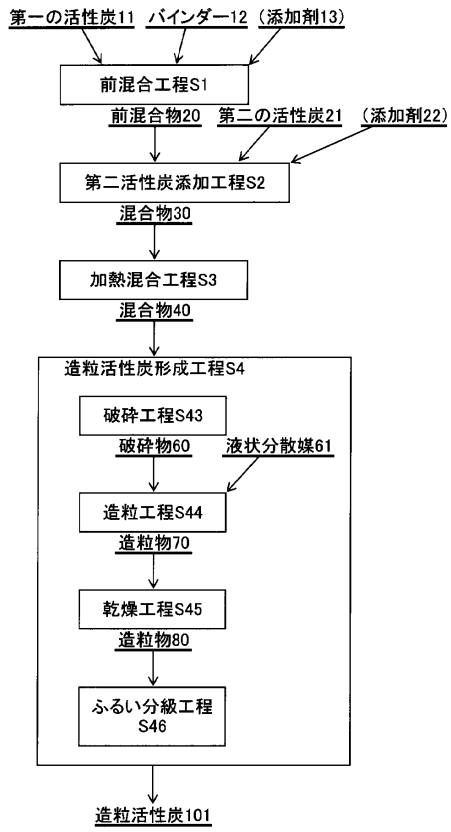 第一の活性炭11 バインダー12 (添加剤13)
前混合工程S1
前混合物20 第二の活性炭21 (添加剤22)
第二活性炭添加工程S2
混合物30
加熱混合工程S3
混合物40
造粒活性炭形成工程S4
破砕工程S43
破砕物60 液状分散媒61
造粒工程S44
造粒物70
乾燥工程S45
造粒物80
ふるい分級工程
S46
造粒活性炭101